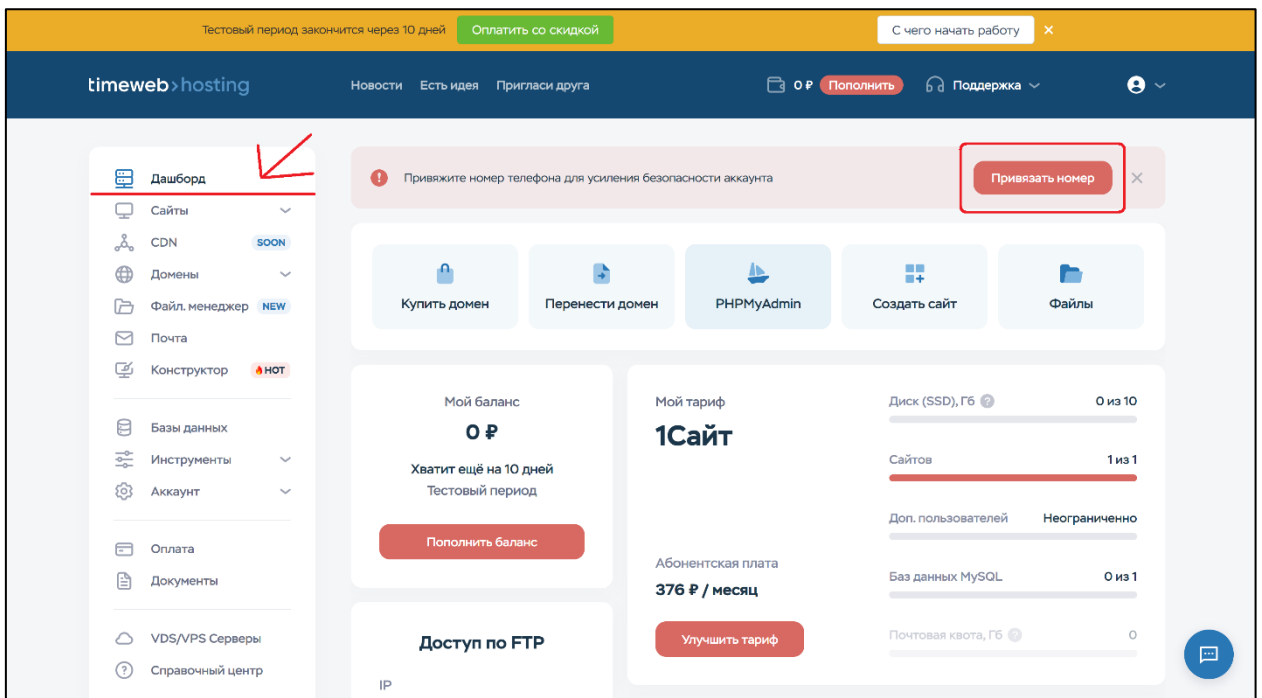 Тестовый период закончится через 10 дней
Оплатить со скидкой
С чего начать работу
timeweb>hosting
Новости
Есть идея
Пригласи друга
0 ₽
Пополнить
Поддержка
Дашборд
Сайты
CDN
SOON
Домены
Файл. менеджер
NEW
Почта
Конструктор
HOT
Базы данных
Инструменты
Аккаунт
Оплата
Документы
VDS/VPS Серверы
Справочный центр
Привяжите номер телефона для усиления безопасности аккаунта
Привязать номер
Купить домен
Перенести домен
PHPMyAdmin
Создать сайт
Файлы
Мой баланс
0 ₽
Хватит ещё на 10 дней
Тестовый период
Пополнить баланс
Доступ по FTP
IP
Мой тариф
1Сайт
Абонентская плата
376 ₽ / месяц
Улучшить тариф
Диск (SSD), Гб
0 из 10
Сайтов
1 из 1
Доп. пользователей
Неограниченно
Баз данных MySQL
0 из 1
Почтовая квота, Гб
0